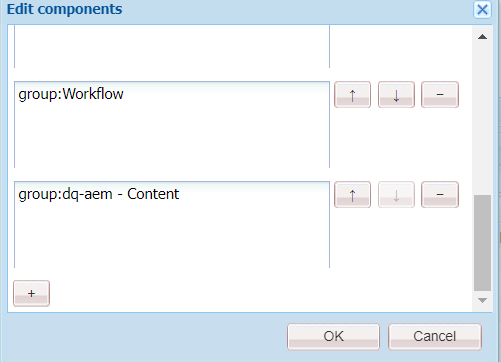 Edit components
group:Workflow
↑ ↓ −
group:dq-aem - Content
↑ ↓ −
+
OK Cancel